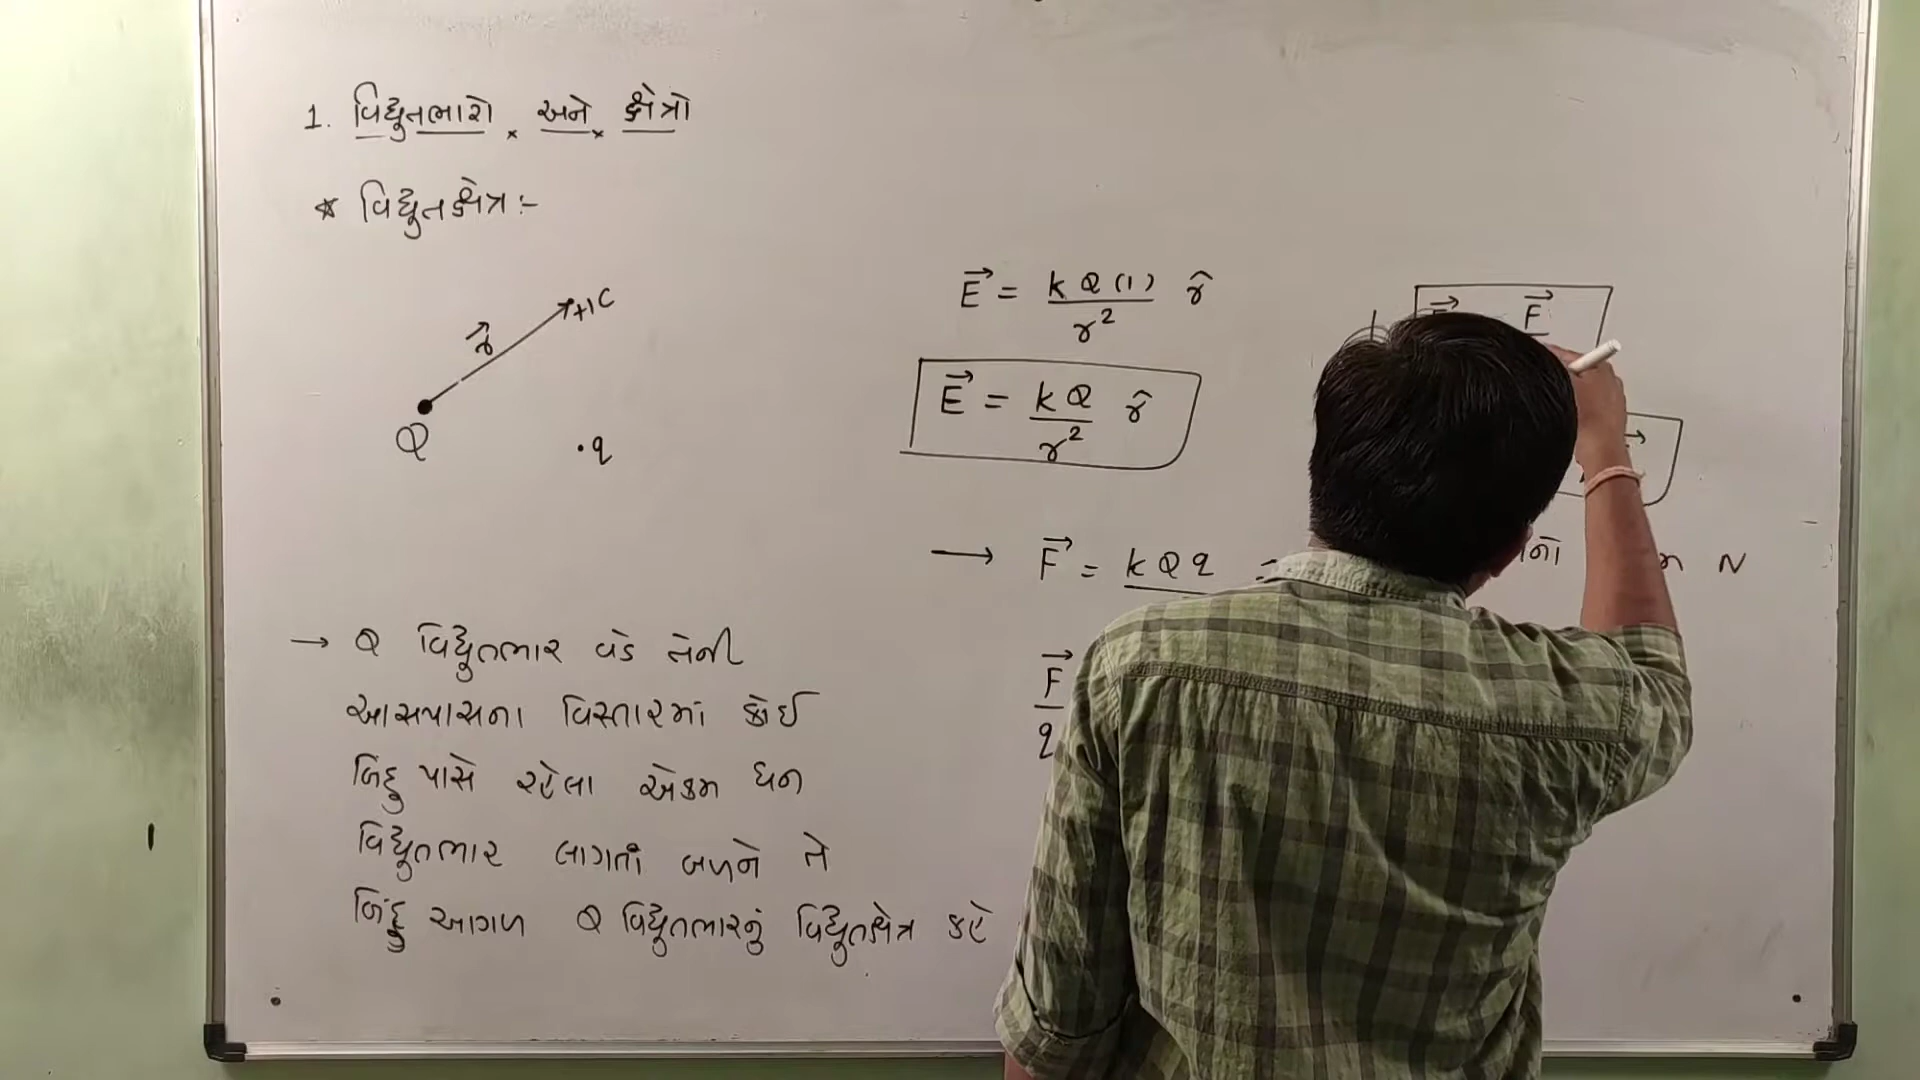 1. વિદ્યુતભારો અને ક્ષેત્રો
* વિદ્યુતક્ષેત્ર :-
+1C
r⃗
Q
• q
→ Q વિદ્યુતભાર વડે તેની
આસપાસના વિસ્તારમાં કોઈ
બિંદુ પાસે રહેલા એકમ ધન
વિદ્યુતભાર લાગતાં બળને તે
બિંદુ આગળ Q વિદ્યુતભારનું વિદ્યુતક્ષેત્ર કહે
E⃗ = kQ(1)/r² r̂
E⃗ = kQ/r² r̂
→ F⃗ = kQq =
F⃗/q
F⃗
N